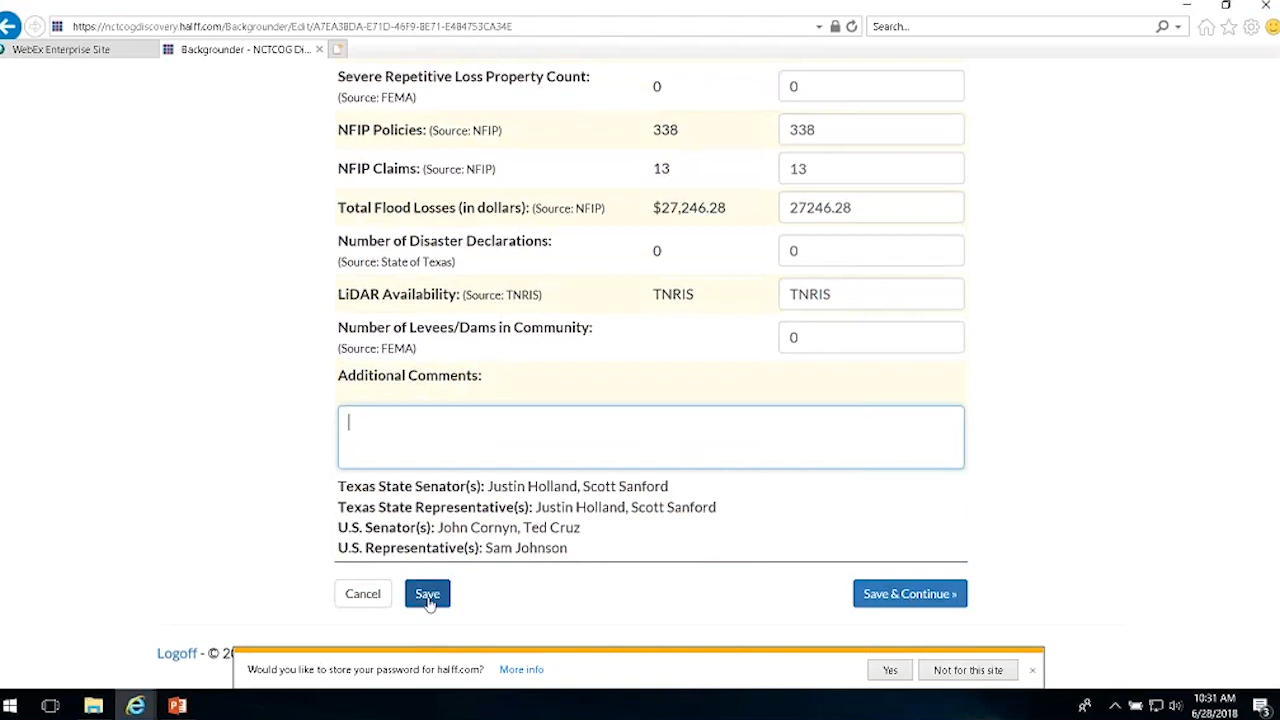 https://nctcogdiscovery.halff.com/Backgrounder/Edit/A7EA3BDA-E71D-46F9-8E71-E484753CA34E
Search...
WebEx Enterprise Site
Backgrounder - NCTCOG Di...
Severe Repetitive Loss Property Count:
(Source: FEMA)
0
0
NFIP Policies: (Source: NFIP) 338 338
NFIP Claims: (Source: NFIP) 13 13
Total Flood Losses (in dollars): (Source: NFIP) $27,246.28 27246.28
Number of Disaster Declarations:
(Source: State of Texas)
0
0
LiDAR Availability: (Source: TNRIS) TNRIS TNRIS
Number of Levees/Dams in Community:
(Source: FEMA)
0
Additional Comments:
Texas State Senator(s): Justin Holland, Scott Sanford
Texas State Representative(s): Justin Holland, Scott Sanford
U.S. Senator(s): John Cornyn, Ted Cruz
U.S. Representative(s): Sam Johnson
Cancel Save Save & Continue »
Logoff - © 20
Would you like to store your password for halff.com? More info Yes Not for this site
10:31 AM
6/28/2018
3